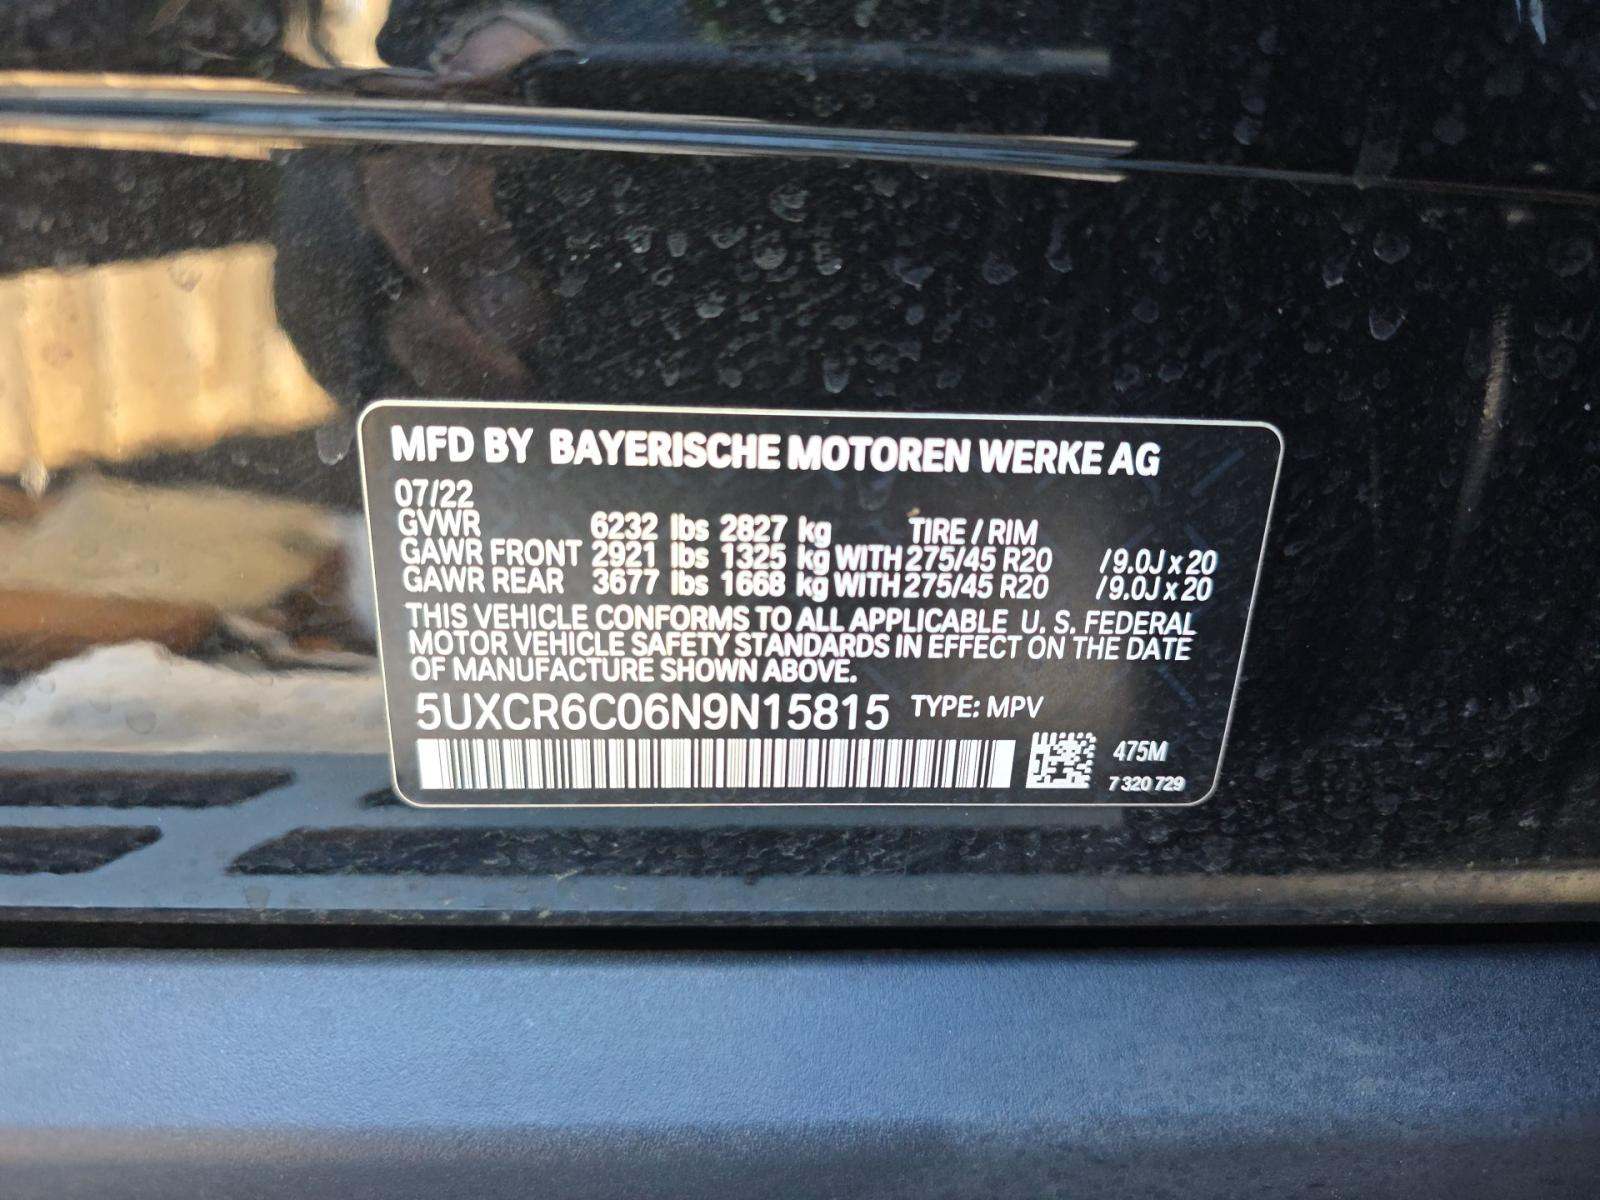 MFD BY BAYERISCHE MOTOREN WERKE AG
07/22
GVWR 6232 lbs 2827 kg TIRE / RIM
GAWR FRONT 2921 lbs 1325 kg WITH 275/45 R20 /9.0J x 20
GAWR REAR 3677 lbs 1668 kg WITH 275/45 R20 /9.0J x 20
THIS VEHICLE CONFORMS TO ALL APPLICABLE U. S. FEDERAL
MOTOR VEHICLE SAFETY STANDARDS IN EFFECT ON THE DATE
OF MANUFACTURE SHOWN ABOVE.
5UXCR6C06N9N15815 TYPE: MPV
475M
7 320 729